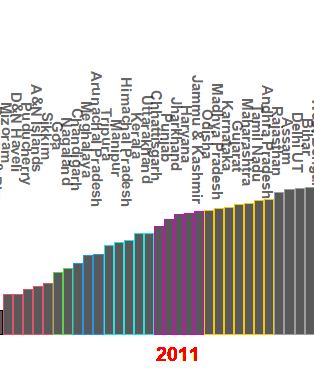 Mizoram
D&N Haveli
Puducherry
A&N Islands
Sikkim
Goa
Nagaland
Chandigarh
Meghalaya
Arunachal Pradesh
Tripura
Manipur
Himachal Pradesh
Kerala
Uttarakhand
Chhattisgarh
Punjab
Jharkhand
Haryana
Jammu & Kashmir
Odisha
Madhya Pradesh
Karnataka
Gujarat
Maharashtra
Tamil Nadu
Andhra Pradesh
Rajasthan
Assam
Delhi UT
Bihar
2011